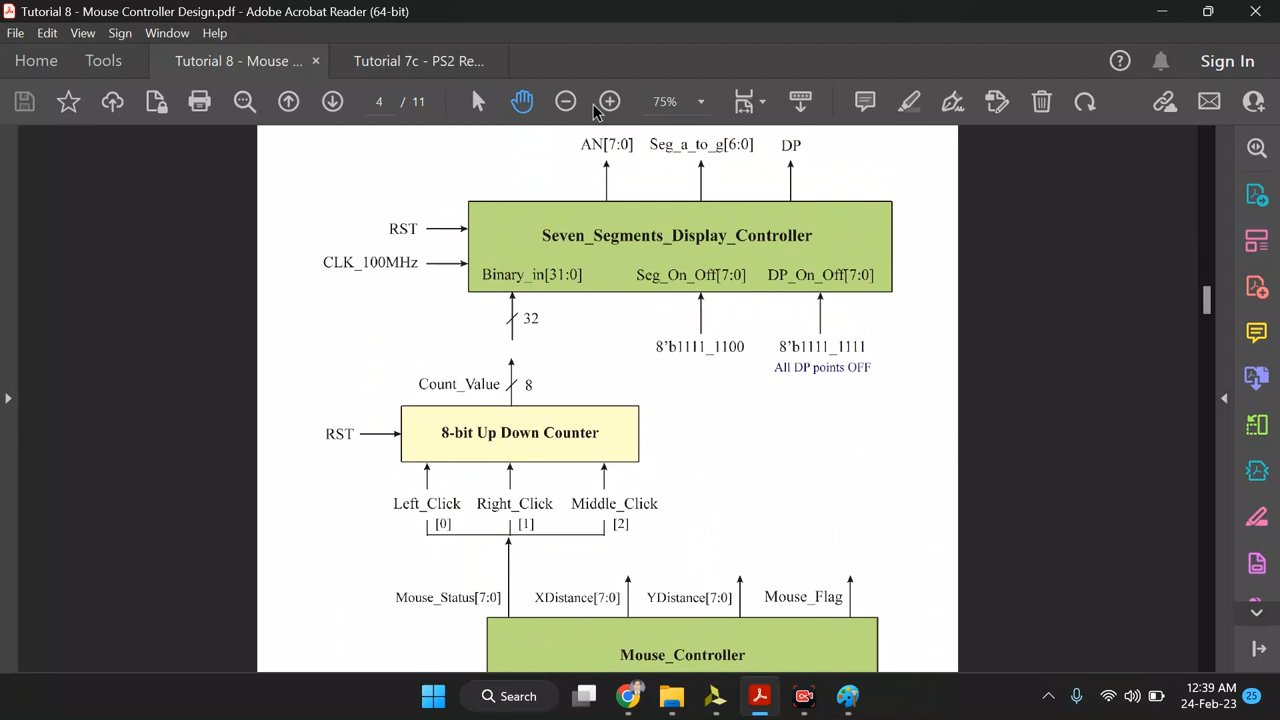 Tutorial 8 - Mouse Controller Design.pdf - Adobe Acrobat Reader (64-bit)
File Edit View Sign Window Help
Home Tools Tutorial 8 - Mouse ... × Tutorial 7c - PS2 Re... Sign In
4 / 11 75%
AN[7:0] Seg_a_to_g[6:0] DP
RST
Seven_Segments_Display_Controller
CLK_100MHz
Binary_in[31:0] Seg_On_Off[7:0] DP_On_Off[7:0]
32
8'b1111_1100 8'b1111_1111
All DP points OFF
Count_Value 8
RST
8-bit Up Down Counter
Left_Click Right_Click Middle_Click
[0] [1] [2]
Mouse_Status[7:0] XDistance[7:0] YDistance[7:0] Mouse_Flag
Mouse_Controller
Search
12:39 AM
24-Feb-23
25